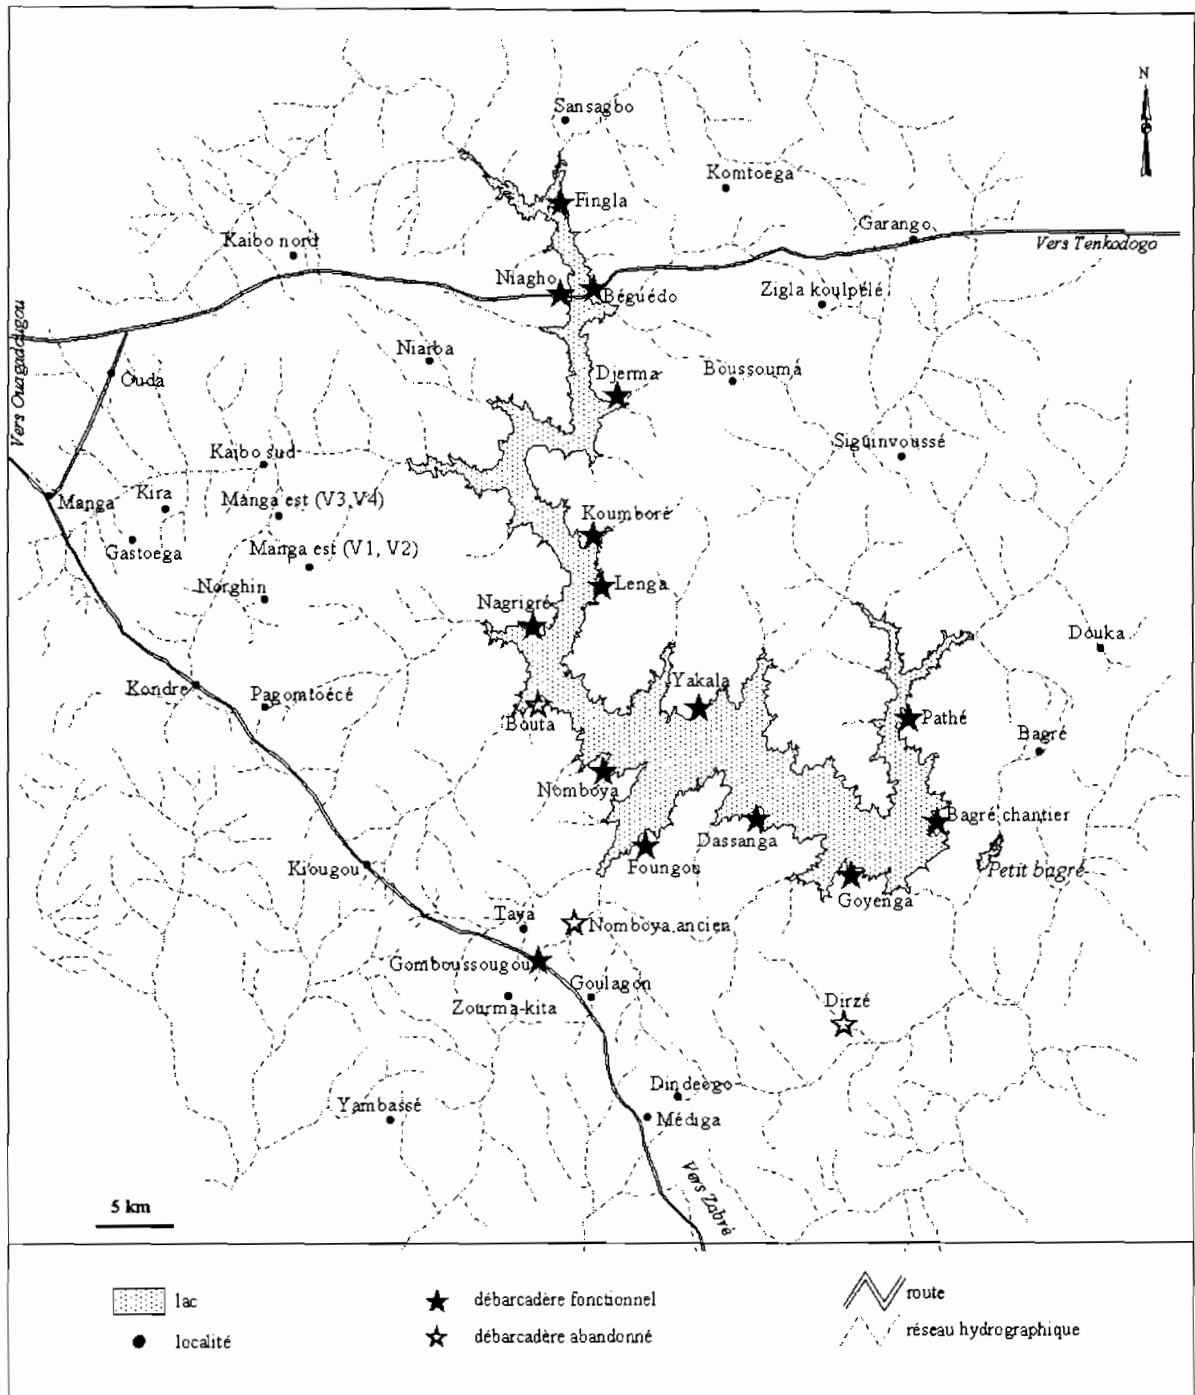 N
Sansagbo
Komtoega
Fingla
Garango
Vers Tenkodogo
Kaibo nord
Niagho
Béguédo
Zigla koulpélé
Vers Ouagadougou
Niarba
Djerma
Boussouma
Ouda
Siguinvoussé
Kaibo sud
Manga
Kira
Manga est (V3,V4)
Koumboré
Gastoega
Manga est (V1, V2)
Norghin
Lenga
Nagrigré
Douka
Kondre
Pagomtoécé
Yakala
Bouta
Pathé
Bagré
Nomboya
Bagré chantier
Dassanga
Kiougou
Foungou
Petit bagré
Goyenga
Taya
Nomboya ancien
Gomboussougou
Goulagon
Zourma-kita
Dirzé
Dindeogo
Yambassé
Médiga
Vers Zabré
5 km
lac
débarcadère fonctionnel
route
localité
débarcadère abandonné
réseau hydrographique